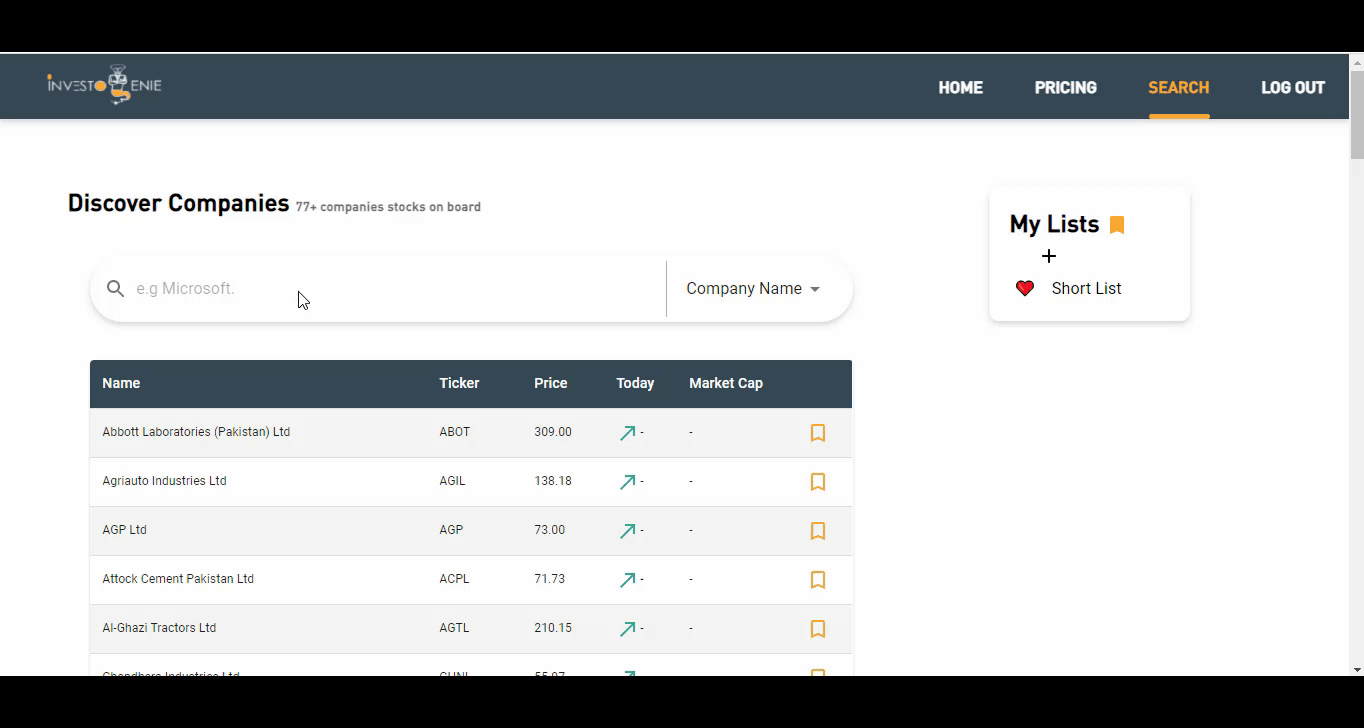 INVESTOGENIE HOME PRICING SEARCH LOG OUT
Discover Companies 77+ companies stocks on board
My Lists
+
e.g Microsoft. Company Name
Short List
Name Ticker Price Today Market Cap
Abbott Laboratories (Pakistan) Ltd ABOT 309.00 - -
Agriauto Industries Ltd AGIL 138.18 - -
AGP Ltd AGP 73.00 - -
Attock Cement Pakistan Ltd ACPL 71.73 - -
Al-Ghazi Tractors Ltd AGTL 210.15 - -